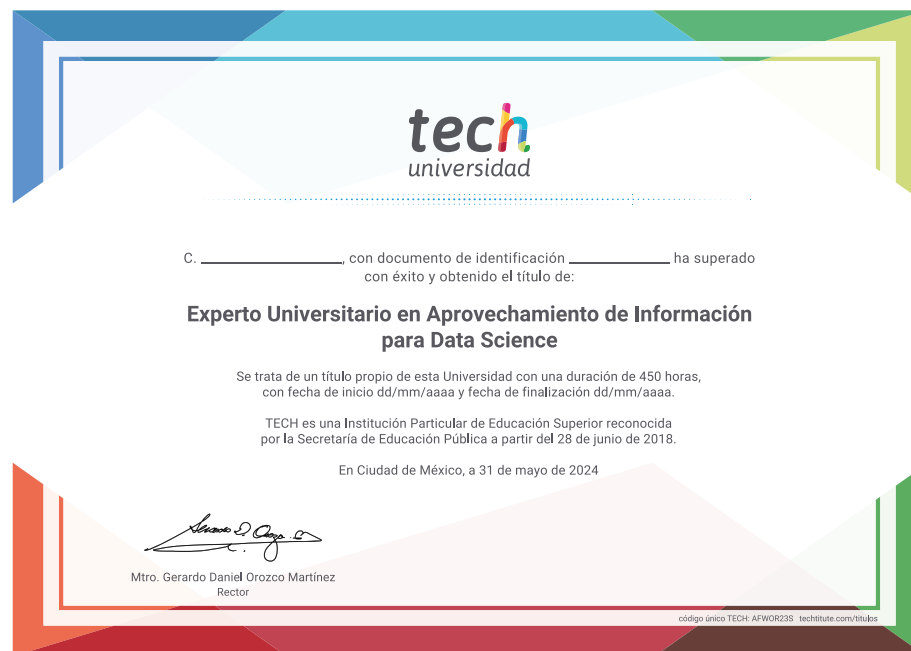 tech
universidad
C. ____________, con documento de identificación ____________ ha superado
con éxito y obtenido el título de:
Experto Universitario en Aprovechamiento de Información
para Data Science
Se trata de un título propio de esta Universidad con una duración de 450 horas,
con fecha de inicio dd/mm/aaaa y fecha de finalización dd/mm/aaaa.
TECH es una Institución Particular de Educación Superior reconocida
por la Secretaría de Educación Pública a partir del 28 de junio de 2018.
En Ciudad de México, a 31 de mayo de 2024
Mtro. Gerardo Daniel Orozco Martínez
Rector
código único TECH: AFWOR23S techtitute.com/titulos